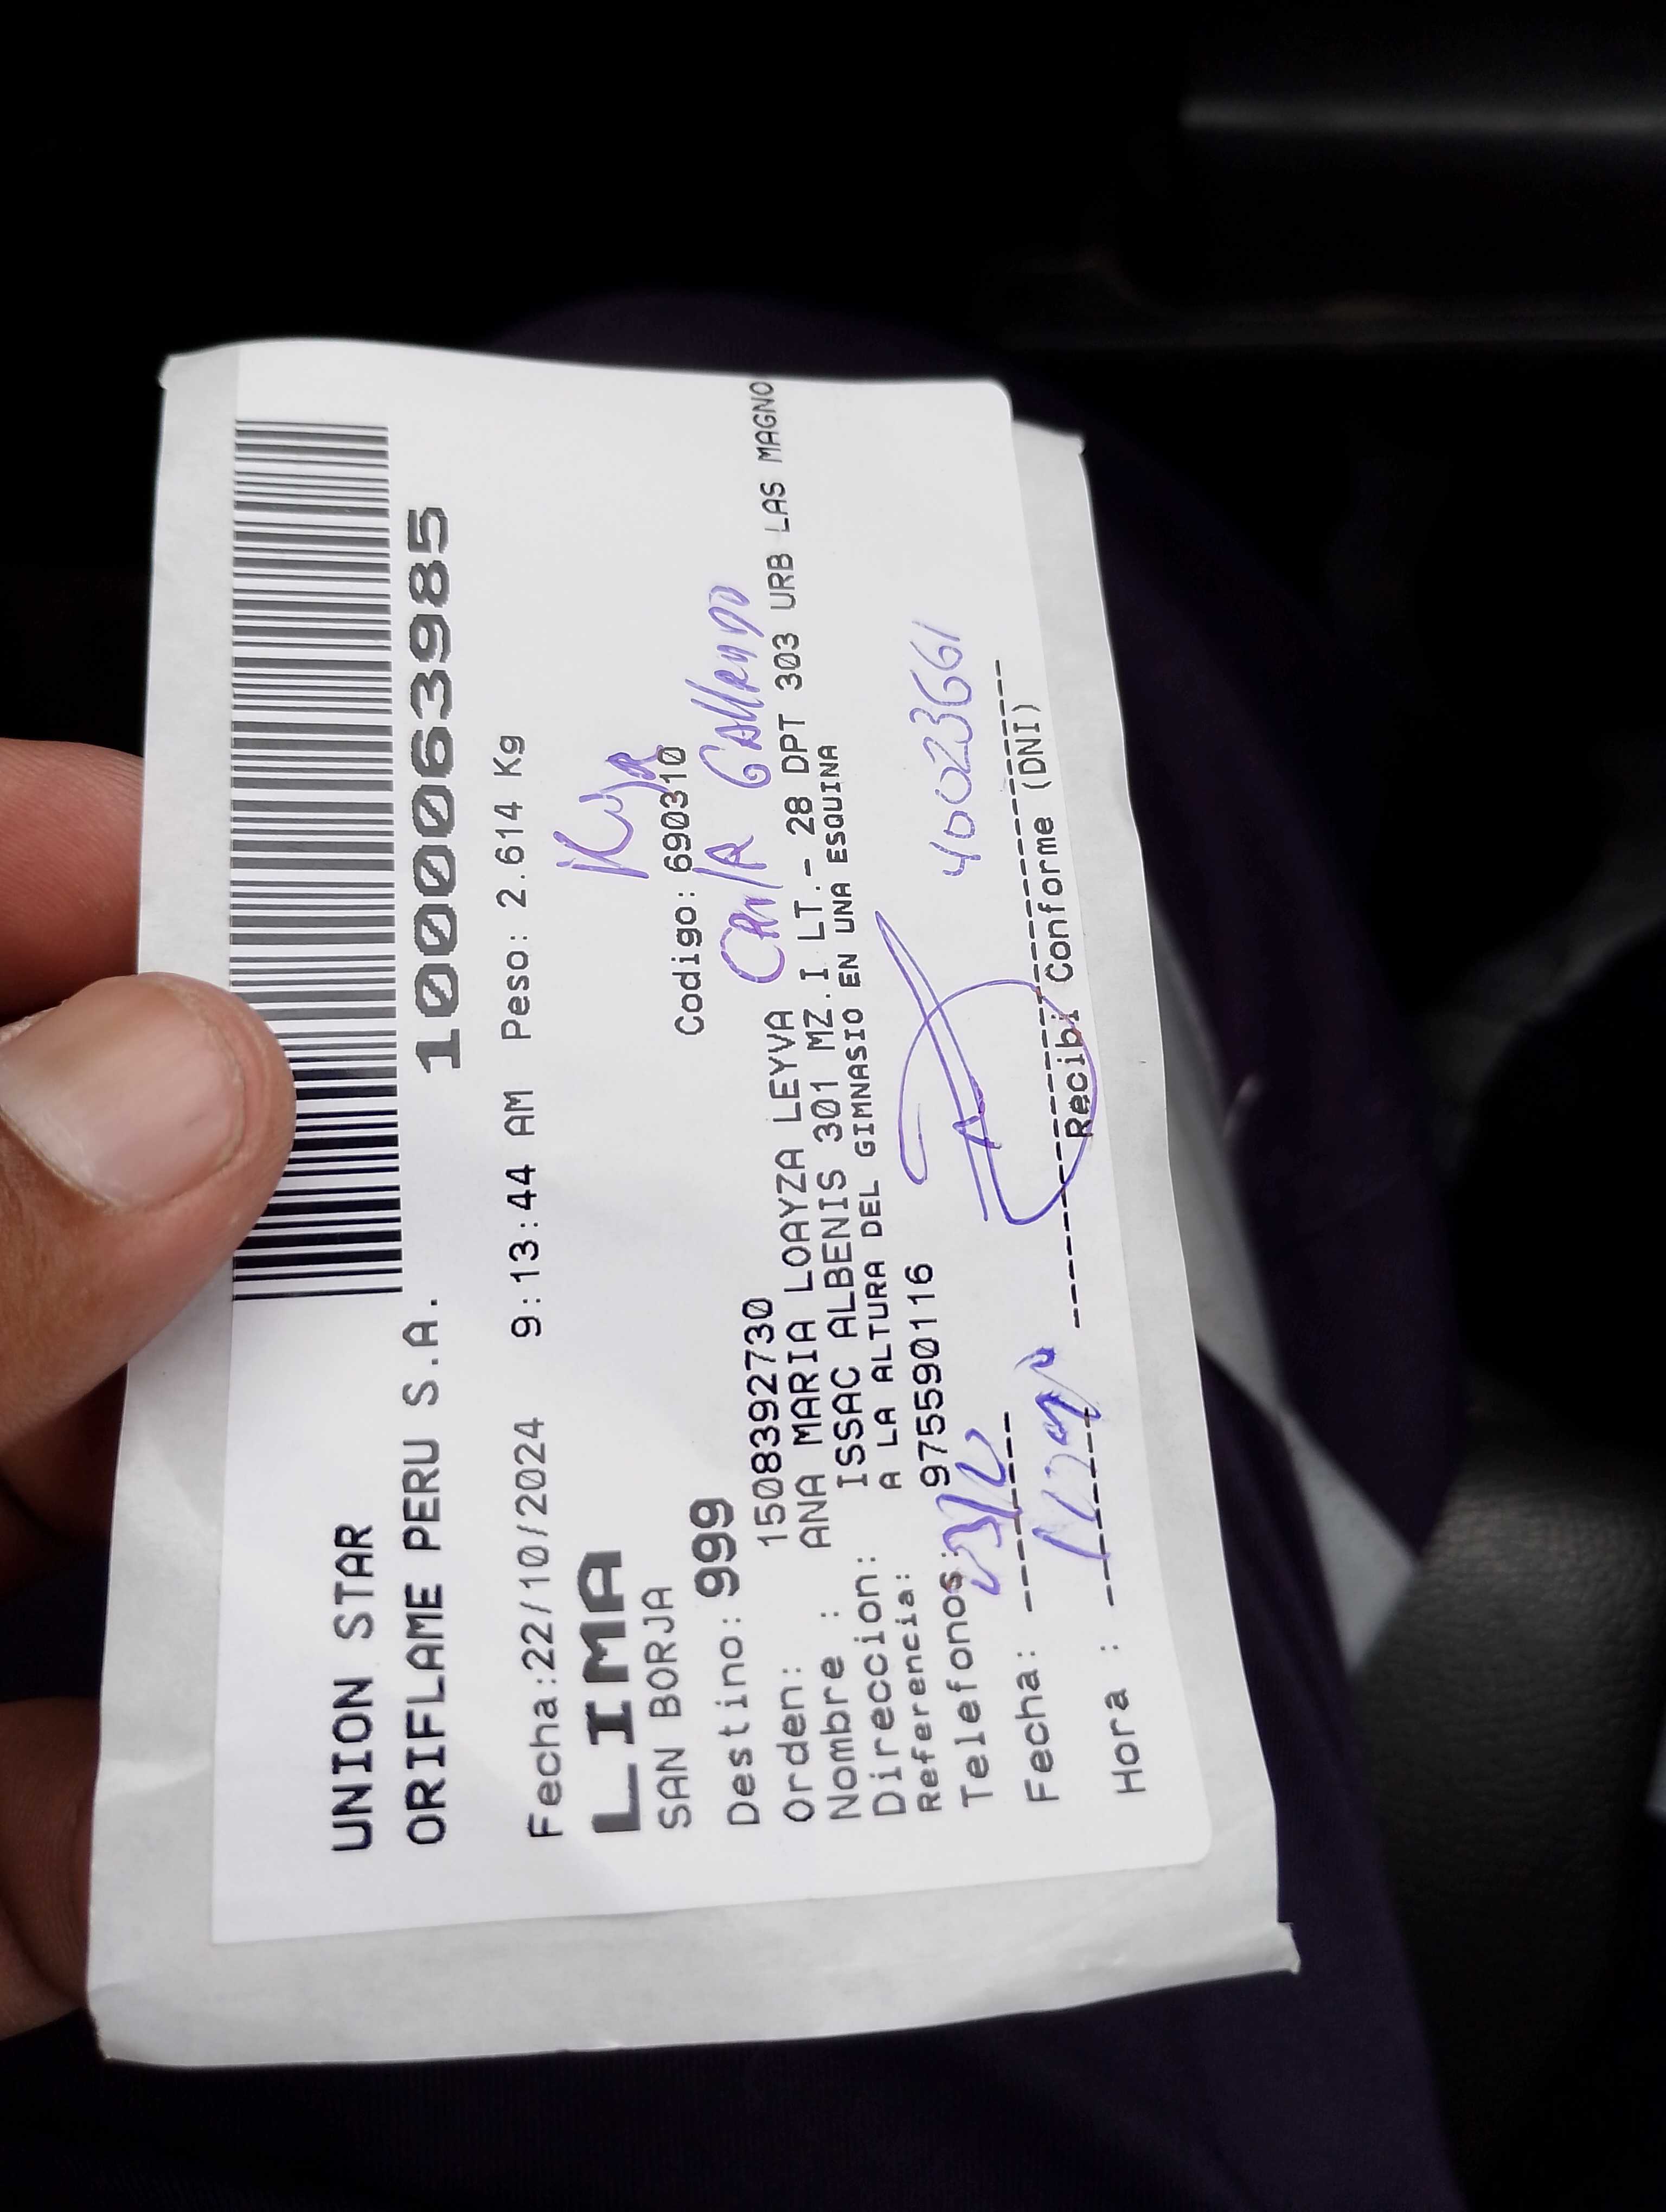 UNION STAR
ORIFLAME PERU S.A. 1000063985
Fecha:22/10/2024 9:13:44 AM Peso: 2.614 Kg
LIMA
SAN BORJA
Destino: 999 Codigo: 690310
Orden: 15083392730
Nombre : ANA MARIA LOAYZA LEYVA
Direccion: ISSAC ALBENIS 301 MZ.I LT.- 28 DPT 303 URB LAS MAGNO
Referencia: A LA ALTURA DEL GIMNASIO EN UNA ESQUINA
Telefonos: 975590116
40023661
Fecha:
Hora :
Recibi Conforme (DNI)